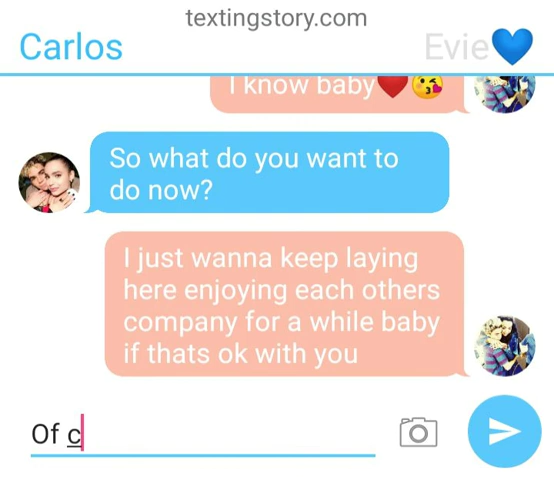 textingstory.com
Carlos
Evie💙
I know baby❤️😘
So what do you want to
do now?
I just wanna keep laying
here enjoying each others
company for a while baby
if thats ok with you
Of c